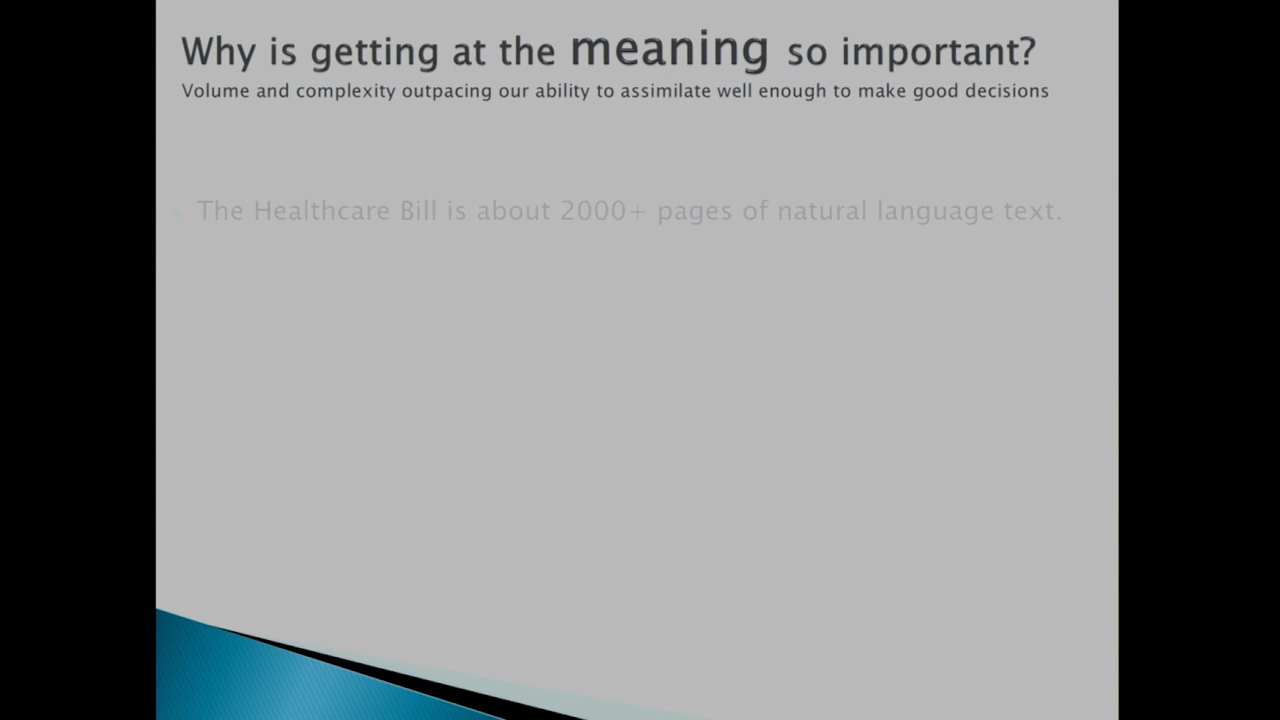 Why is getting at the meaning so important?
Volume and complexity outpacing our ability to assimilate well enough to make good decisions
The Healthcare Bill is about 2000+ pages of natural language text.